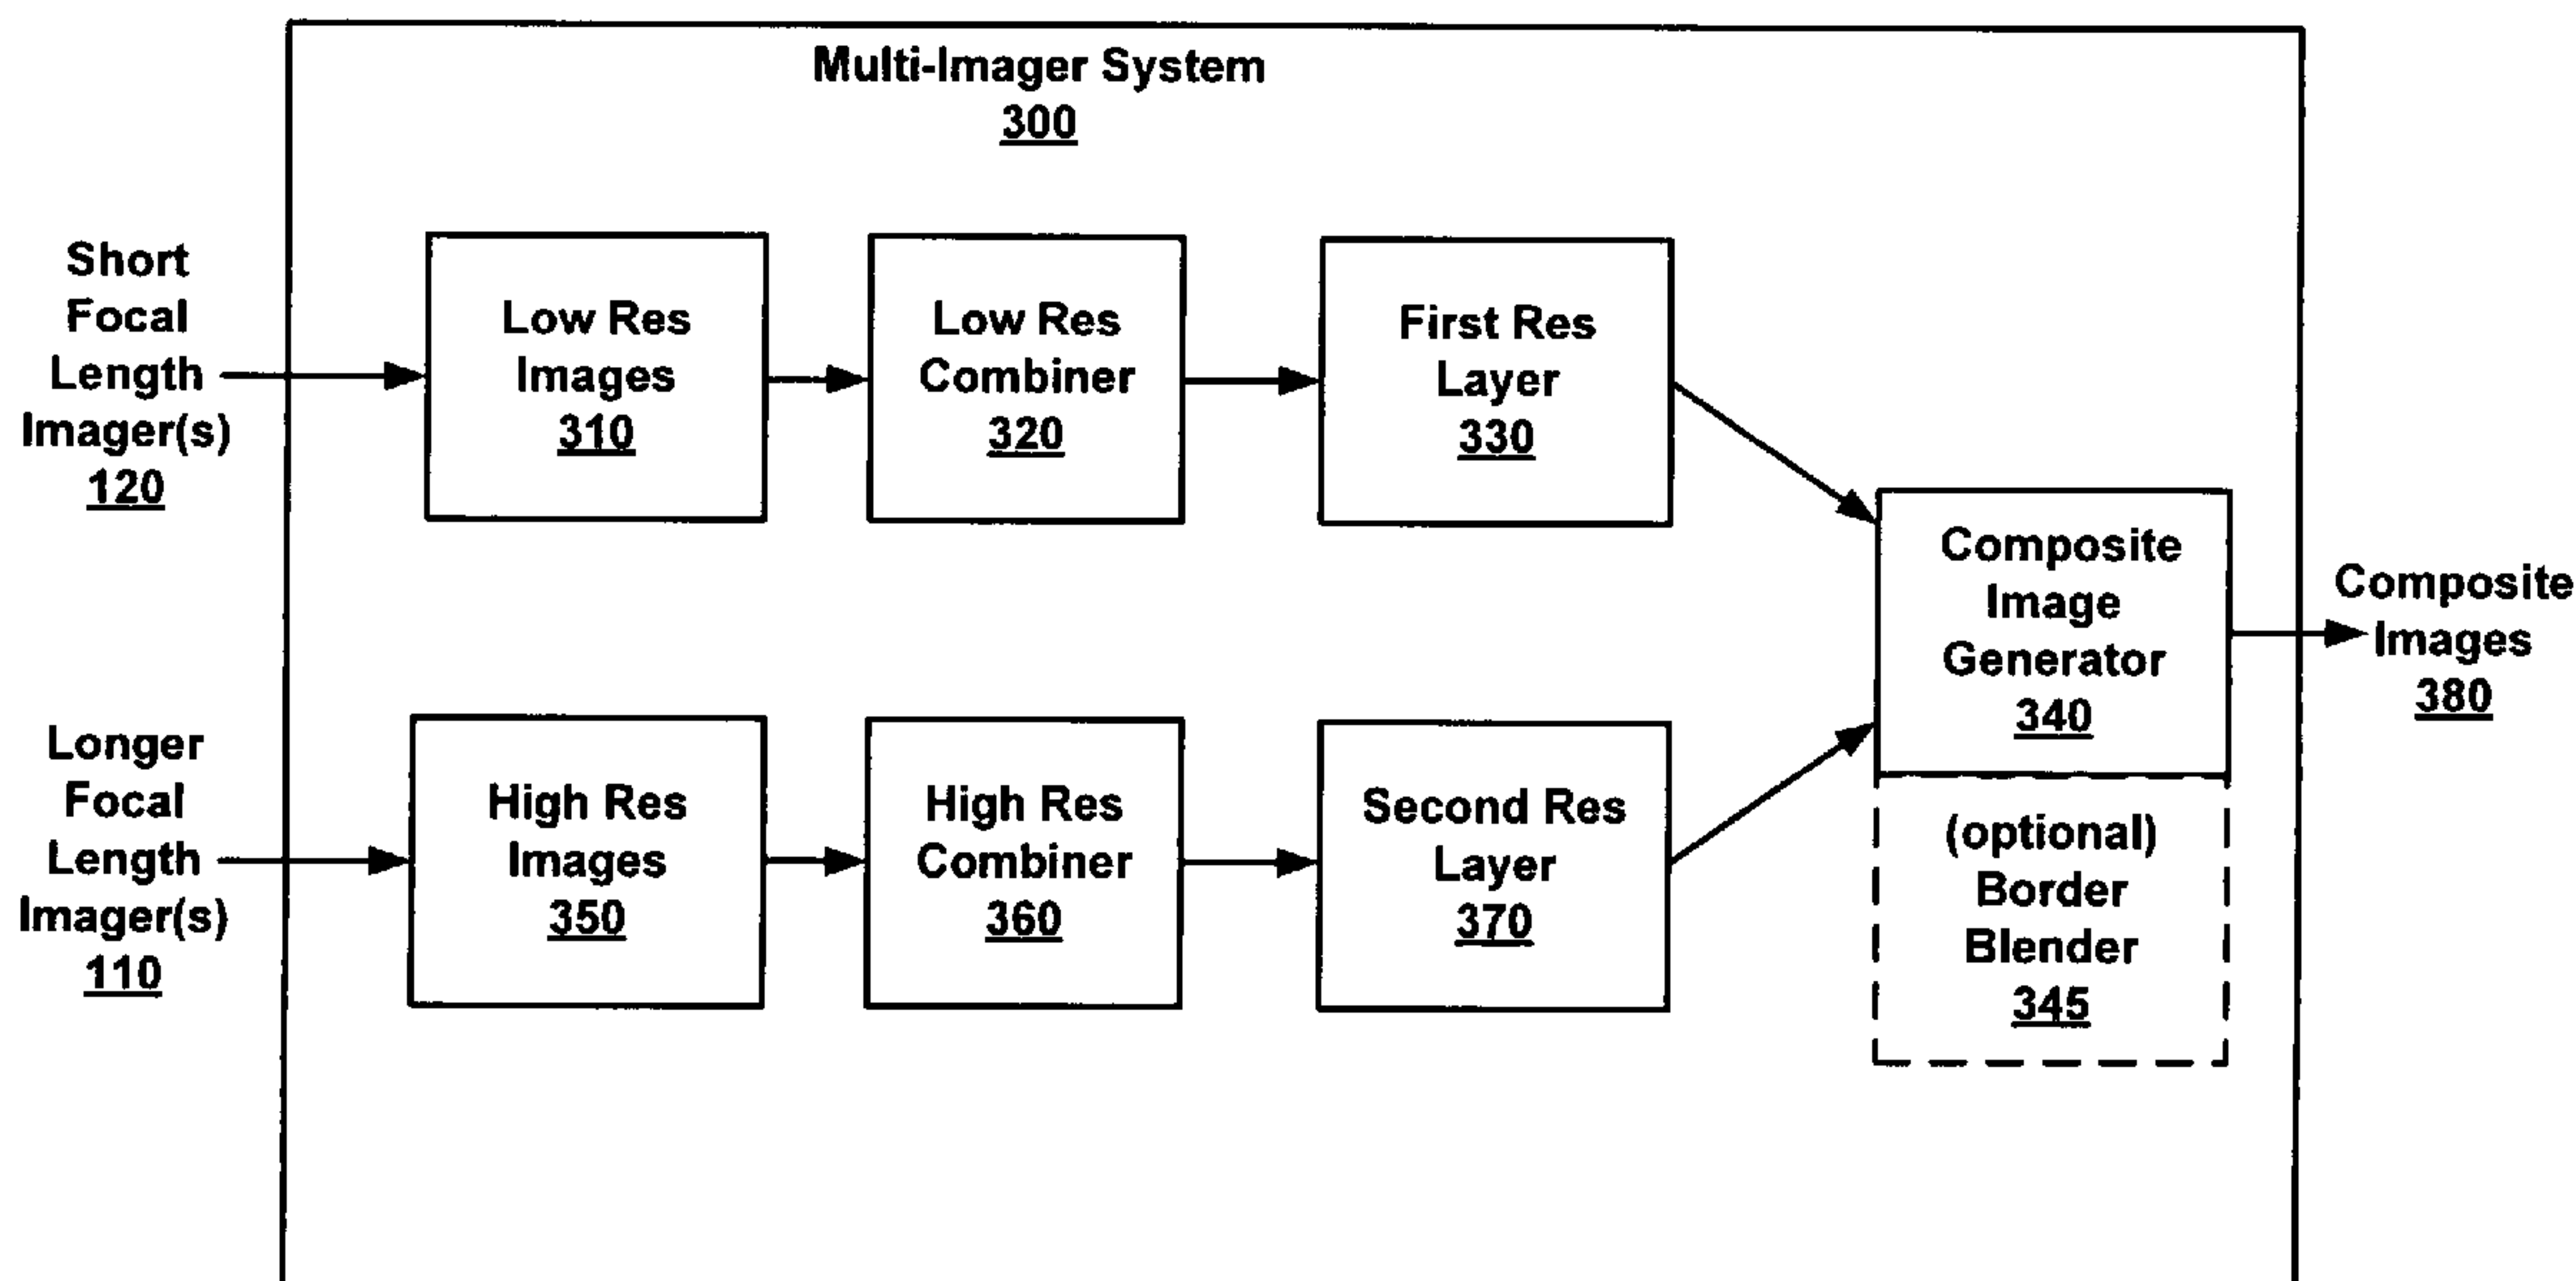 Multi-Imager System
300
Short
Focal
Length
Imager(s)
120
Low Res
Images
310
Low Res
Combiner
320
First Res
Layer
330
Composite
Image
Generator
340
Composite
Images
380
Longer
Focal
Length
Imager(s)
110
High Res
Images
350
High Res
Combiner
360
Second Res
Layer
370
(optional)
Border
Blender
345